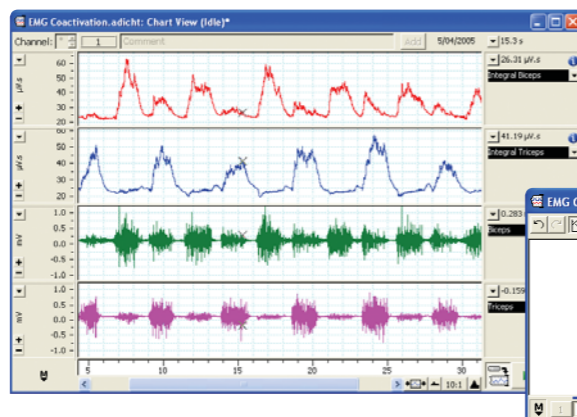 EMG Coactivation.adicht: Chart View (Idle)*
Channel: 1 Comment Add 5/04/2005 15.3 s
60
50
40
30
20
µV.s
26.31 µV.s
Integral Biceps
60
50
40
30
20
µV.s
41.19 µV.s
Integral Triceps
EMG C
1.0
0.5
0.0
-0.5
-1.0
mV
0.283
Biceps
1.0
0.5
0.0
-0.5
-1.0
mV
-0.159
Triceps
5 10 15 20 25 30
10:1
M
M 1